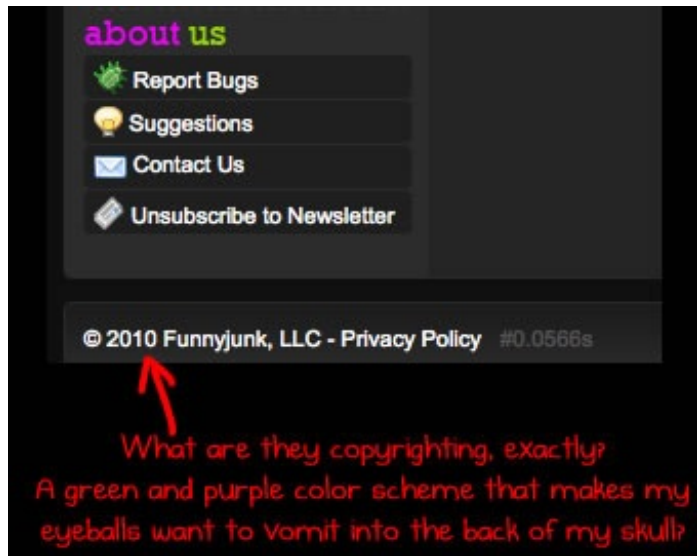 about us
Report Bugs
Suggestions
Contact Us
Unsubscribe to Newsletter
© 2010 Funnyjunk, LLC - Privacy Policy #0.0566s
What are they copyrighting, exactly?
A green and purple color scheme that makes my
eyeballs want to vomit into the back of my skull?